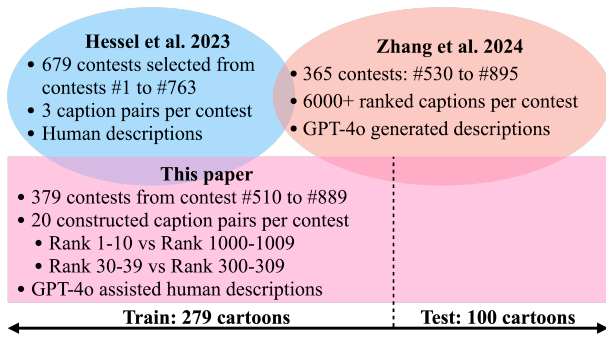 Hessel et al. 2023
• 679 contests selected from
contests #1 to #763
• 3 caption pairs per contest
• Human descriptions
Zhang et al. 2024
• 365 contests: #530 to #895
• 6000+ ranked captions per contest
• GPT-4o generated descriptions
This paper
• 379 contests from contest #510 to #889
• 20 constructed caption pairs per contest
• Rank 1-10 vs Rank 1000-1009
• Rank 30-39 vs Rank 300-309
• GPT-4o assisted human descriptions
Train: 279 cartoons
Test: 100 cartoons